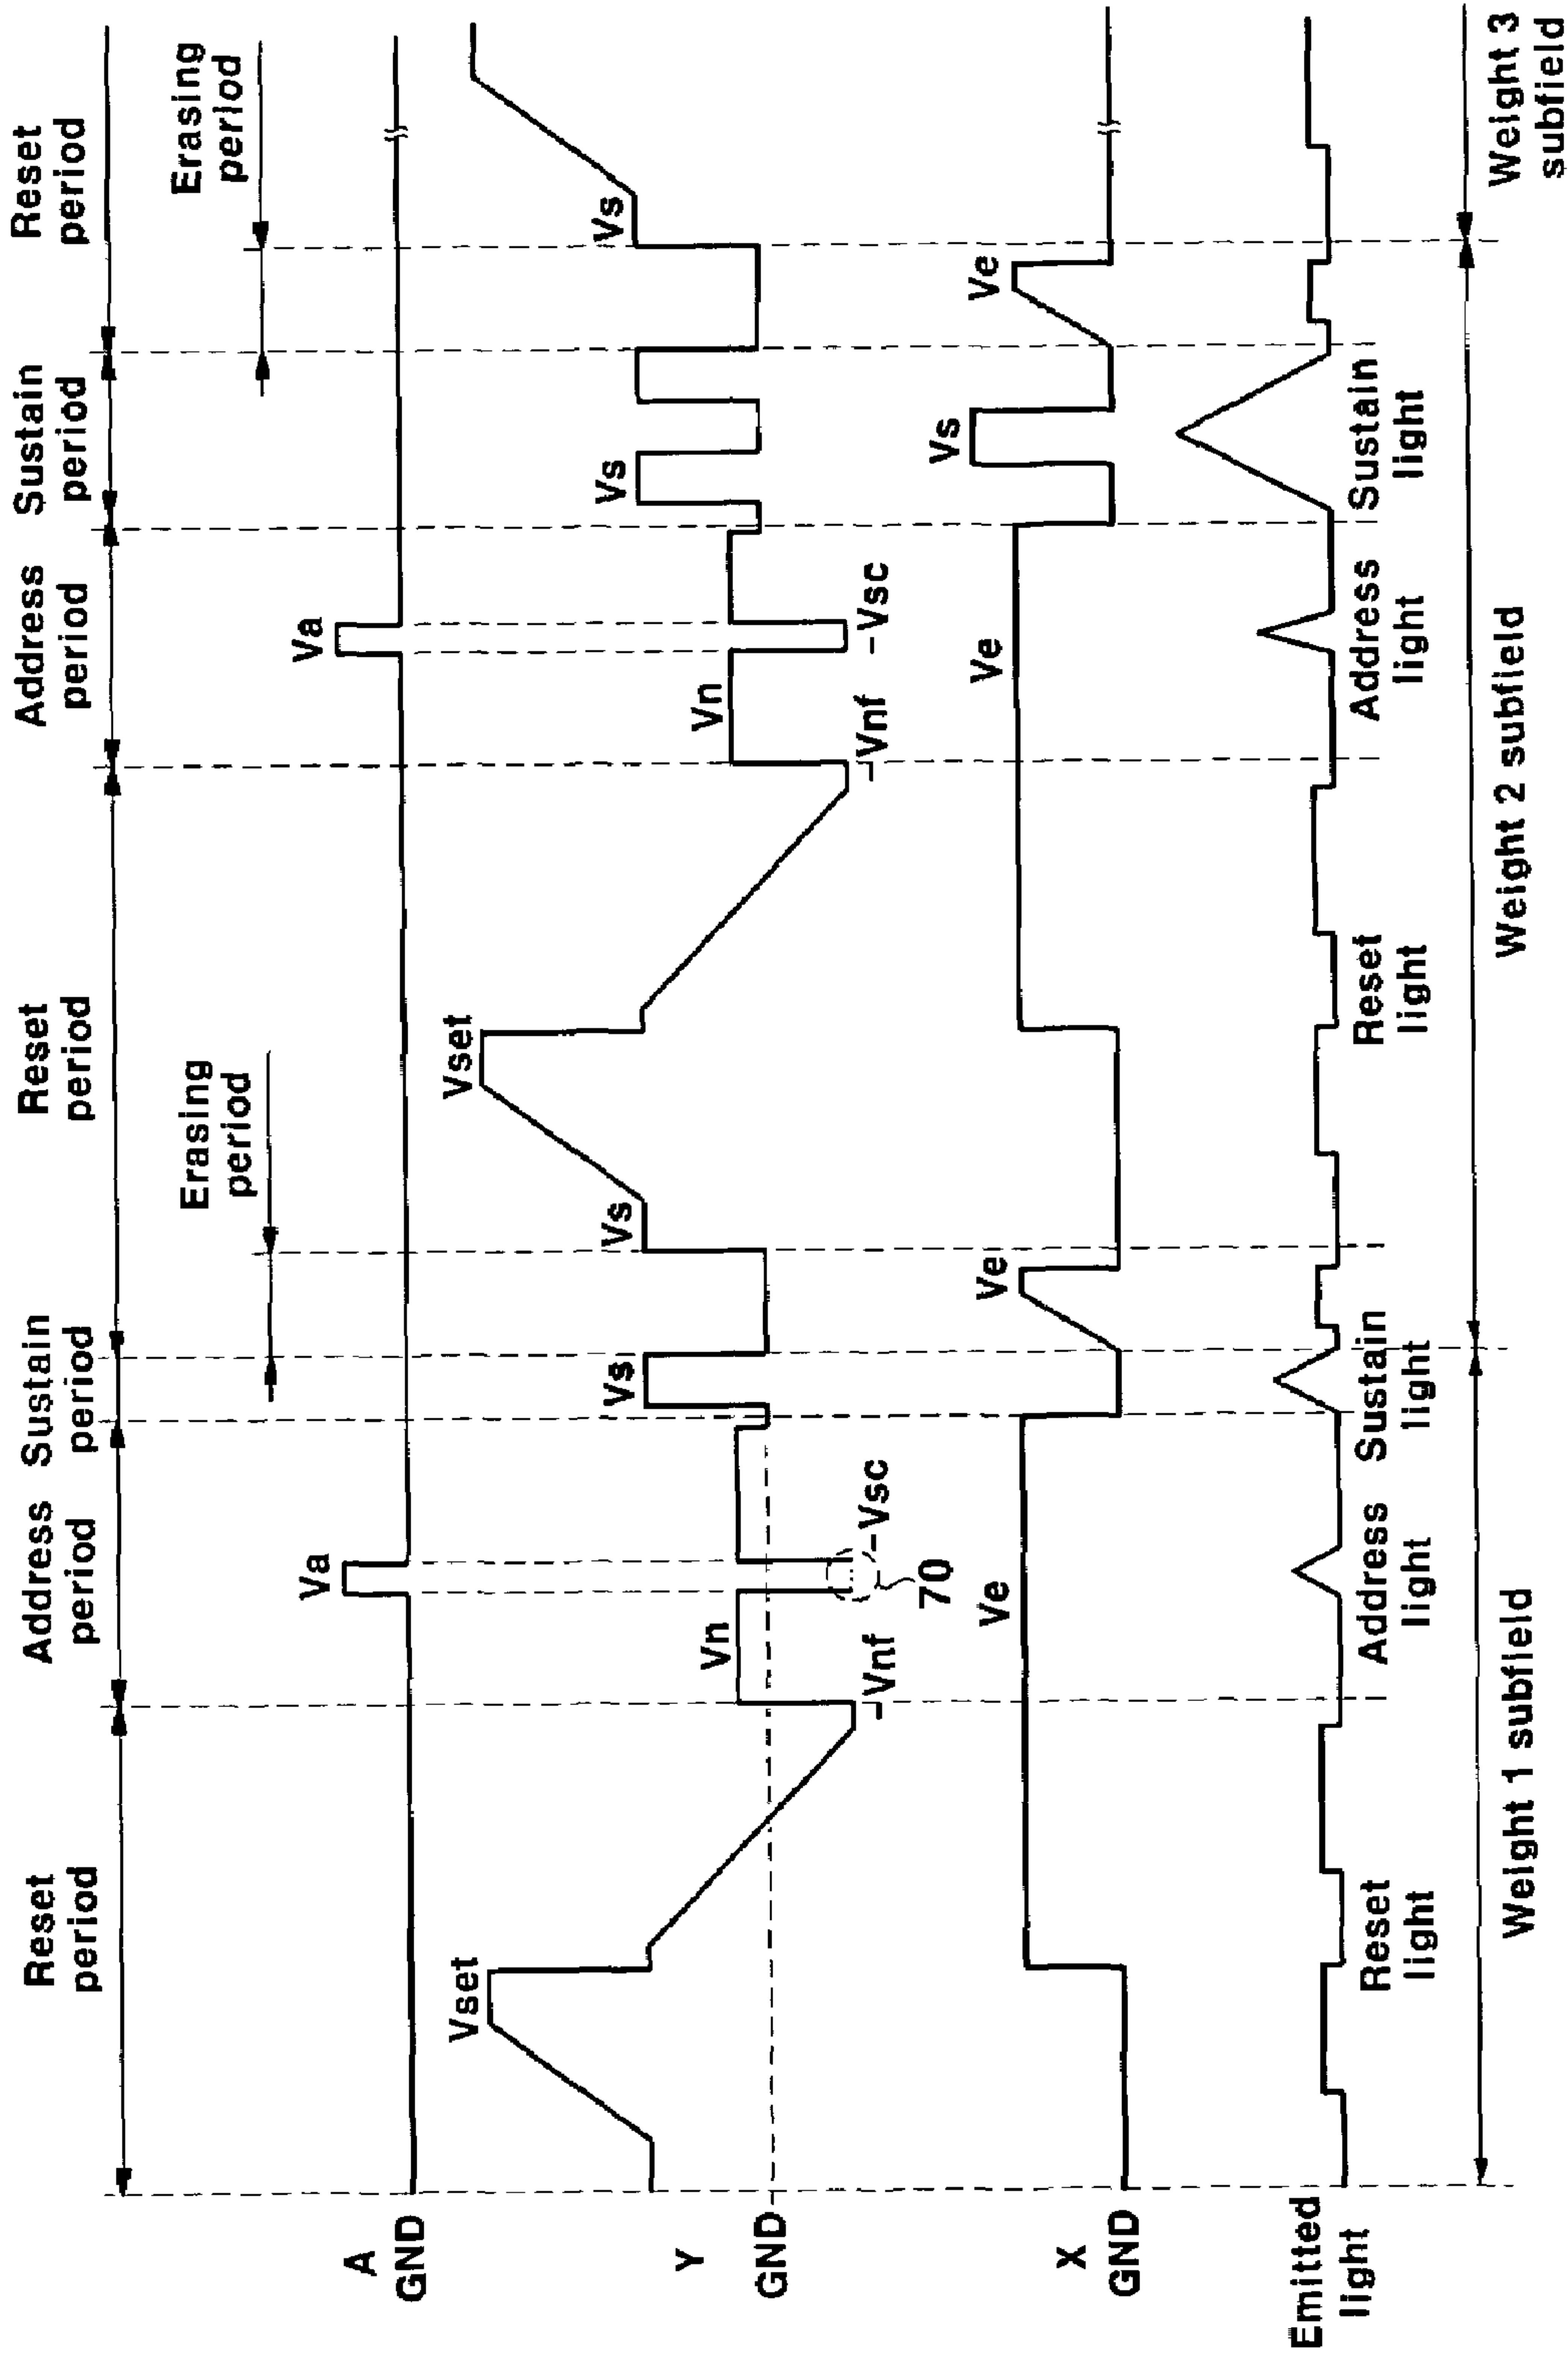 Reset
period
Address
period
Sustain
period
Reset
period
Address
period
Sustain
period
Reset
period
Erasing
period
Erasing
period
A
GND
Va
Va
Y
GND
Vset
Vnf
Vn
-Vsc
70
Vs
Vs
Vset
Vnf
Vn
-Vsc
Vs
Vs
X
GND
Ve
Ve
Ve
Vs
Ve
Emitted
light
Reset
light
Address
light
Sustain
light
Reset
light
Address
light
Sustain
light
Weight 1 subfield
Weight 2 subfield
Weight 3
subfield